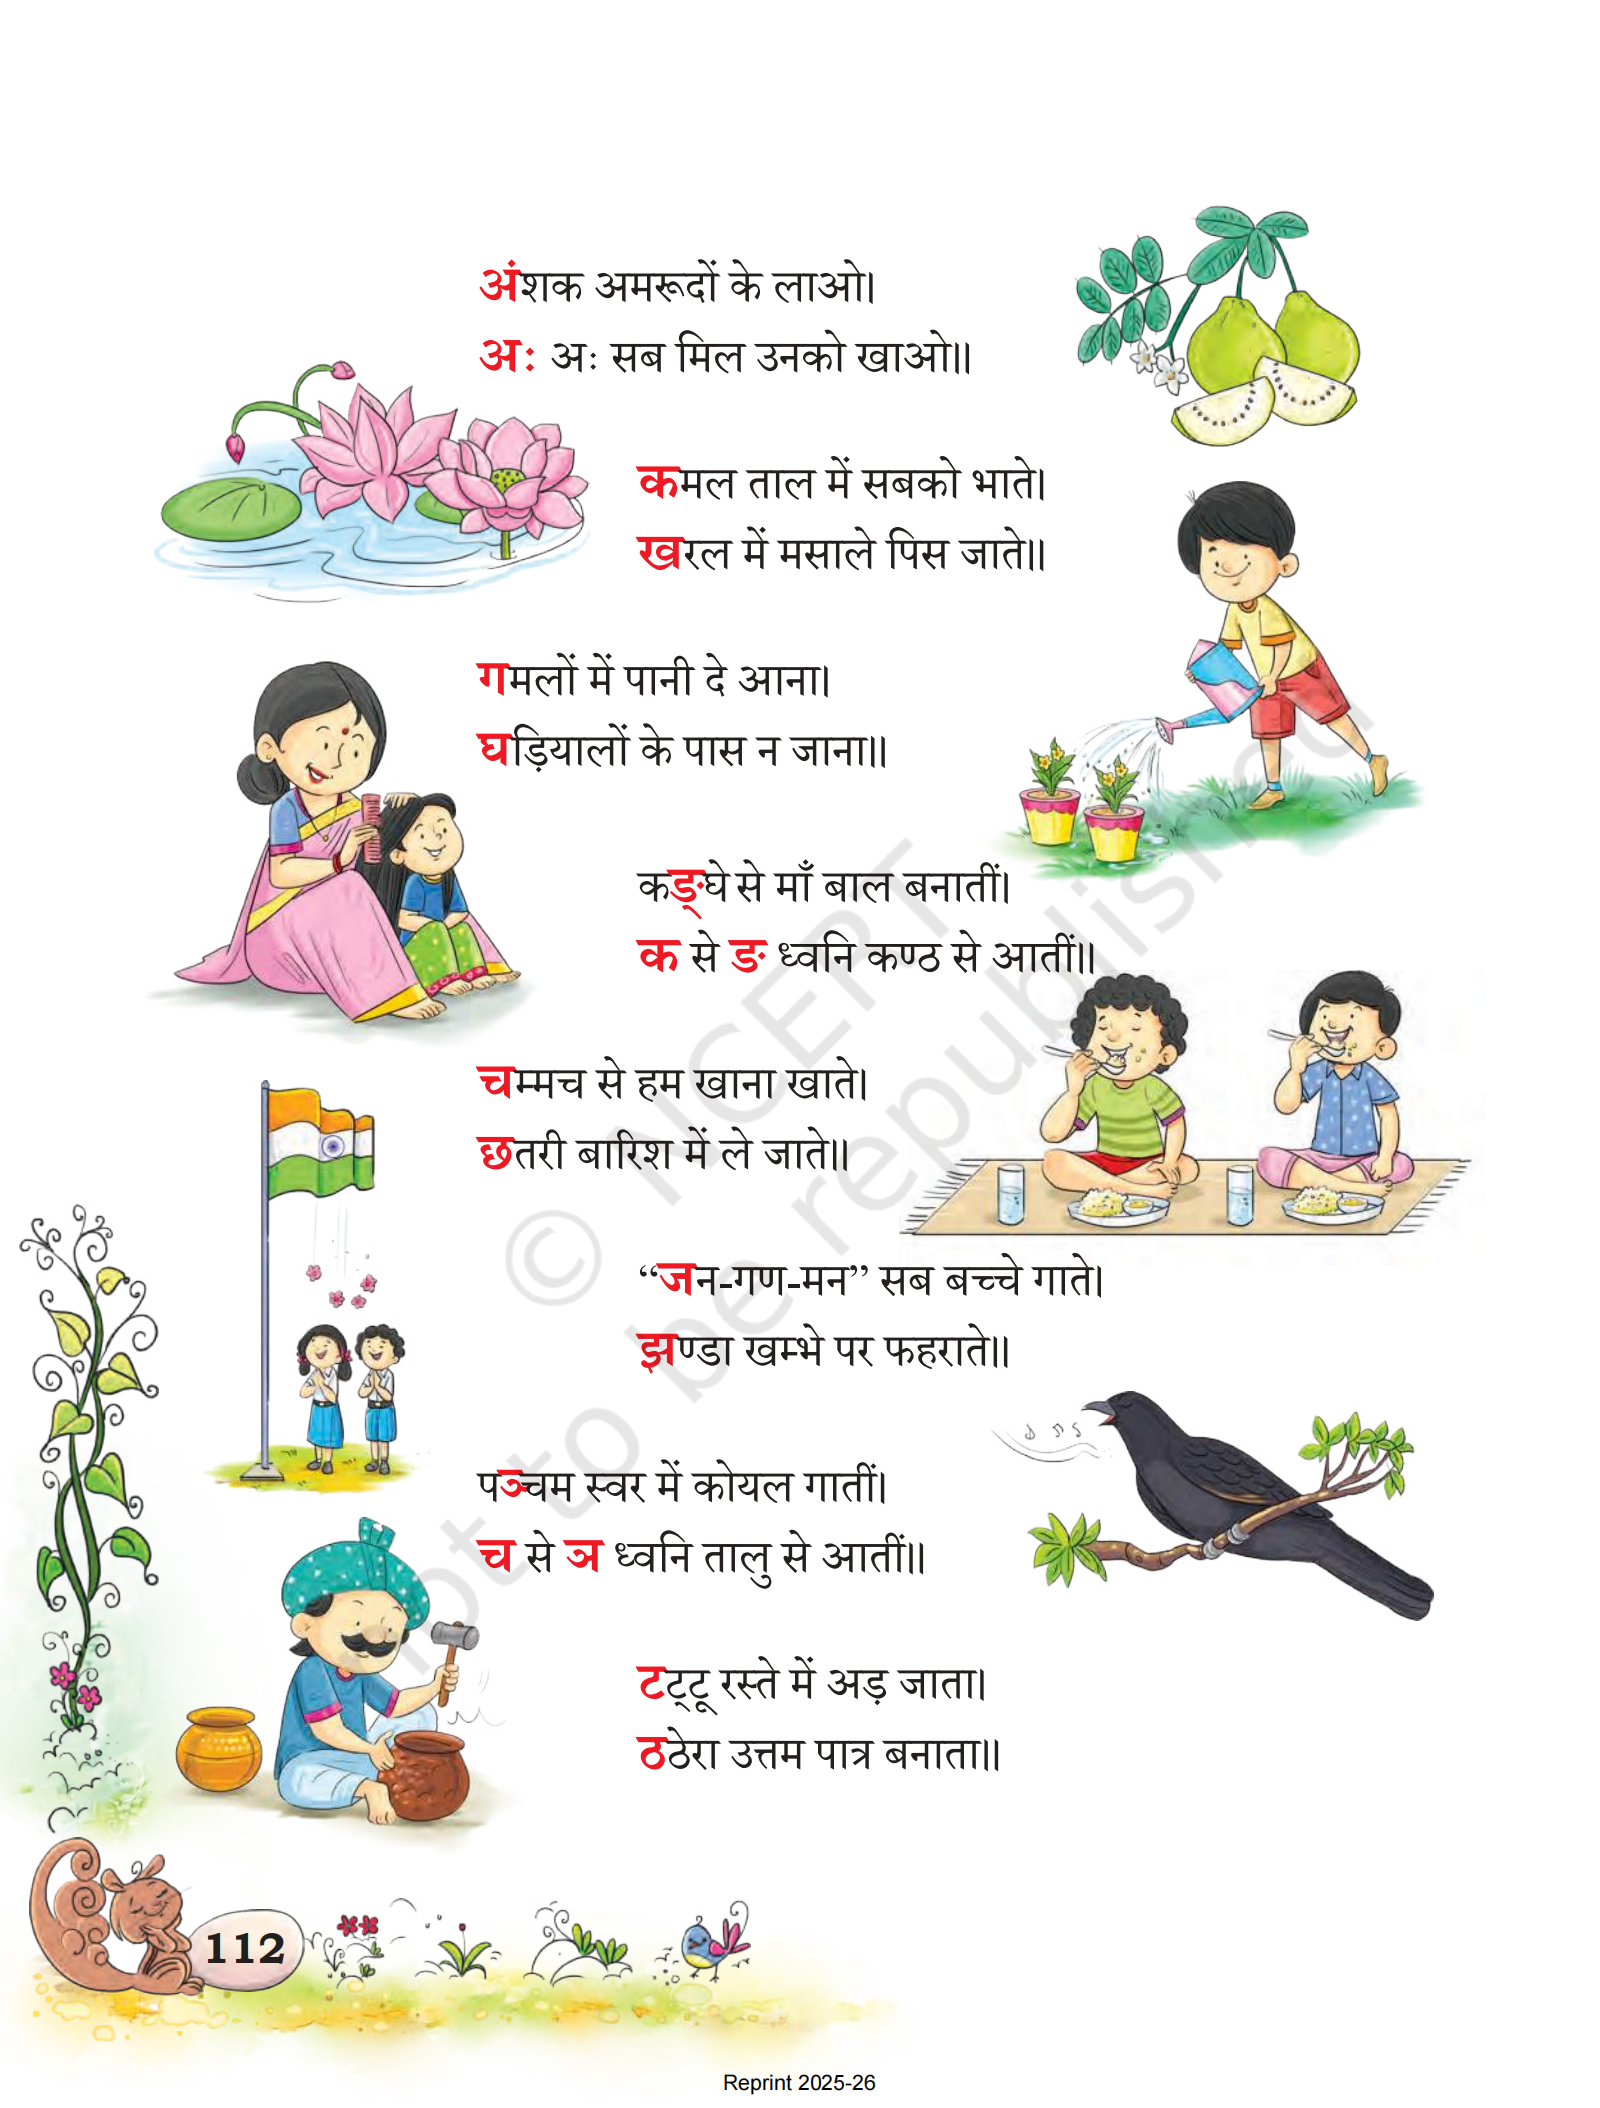 अंशक अमरूदों के लाओ।
अः अः सब मिल उनको खाओ॥
कमल ताल में सबको भाते।
खरल में मसाले पिस जाते॥
गमलों में पानी दे आना।
घड़ियालों के पास न जाना॥
कङ्घे से माँ बाल बनातीं।
क से ङ ध्वनि कण्ठ से आतीं॥
चम्मच से हम खाना खाते।
छतरी बारिश में ले जाते॥
“जन-गण-मन” सब बच्चे गाते।
झण्डा खम्भे पर फहराते॥
पञ्चम स्वर में कोयल गातीं।
च से ञ ध्वनि तालु से आतीं॥
टट्टू रस्ते में अड़ जाता।
ठठेरा उत्तम पात्र बनाता॥
© NCERT
not to be republished
112
Reprint 2025-26